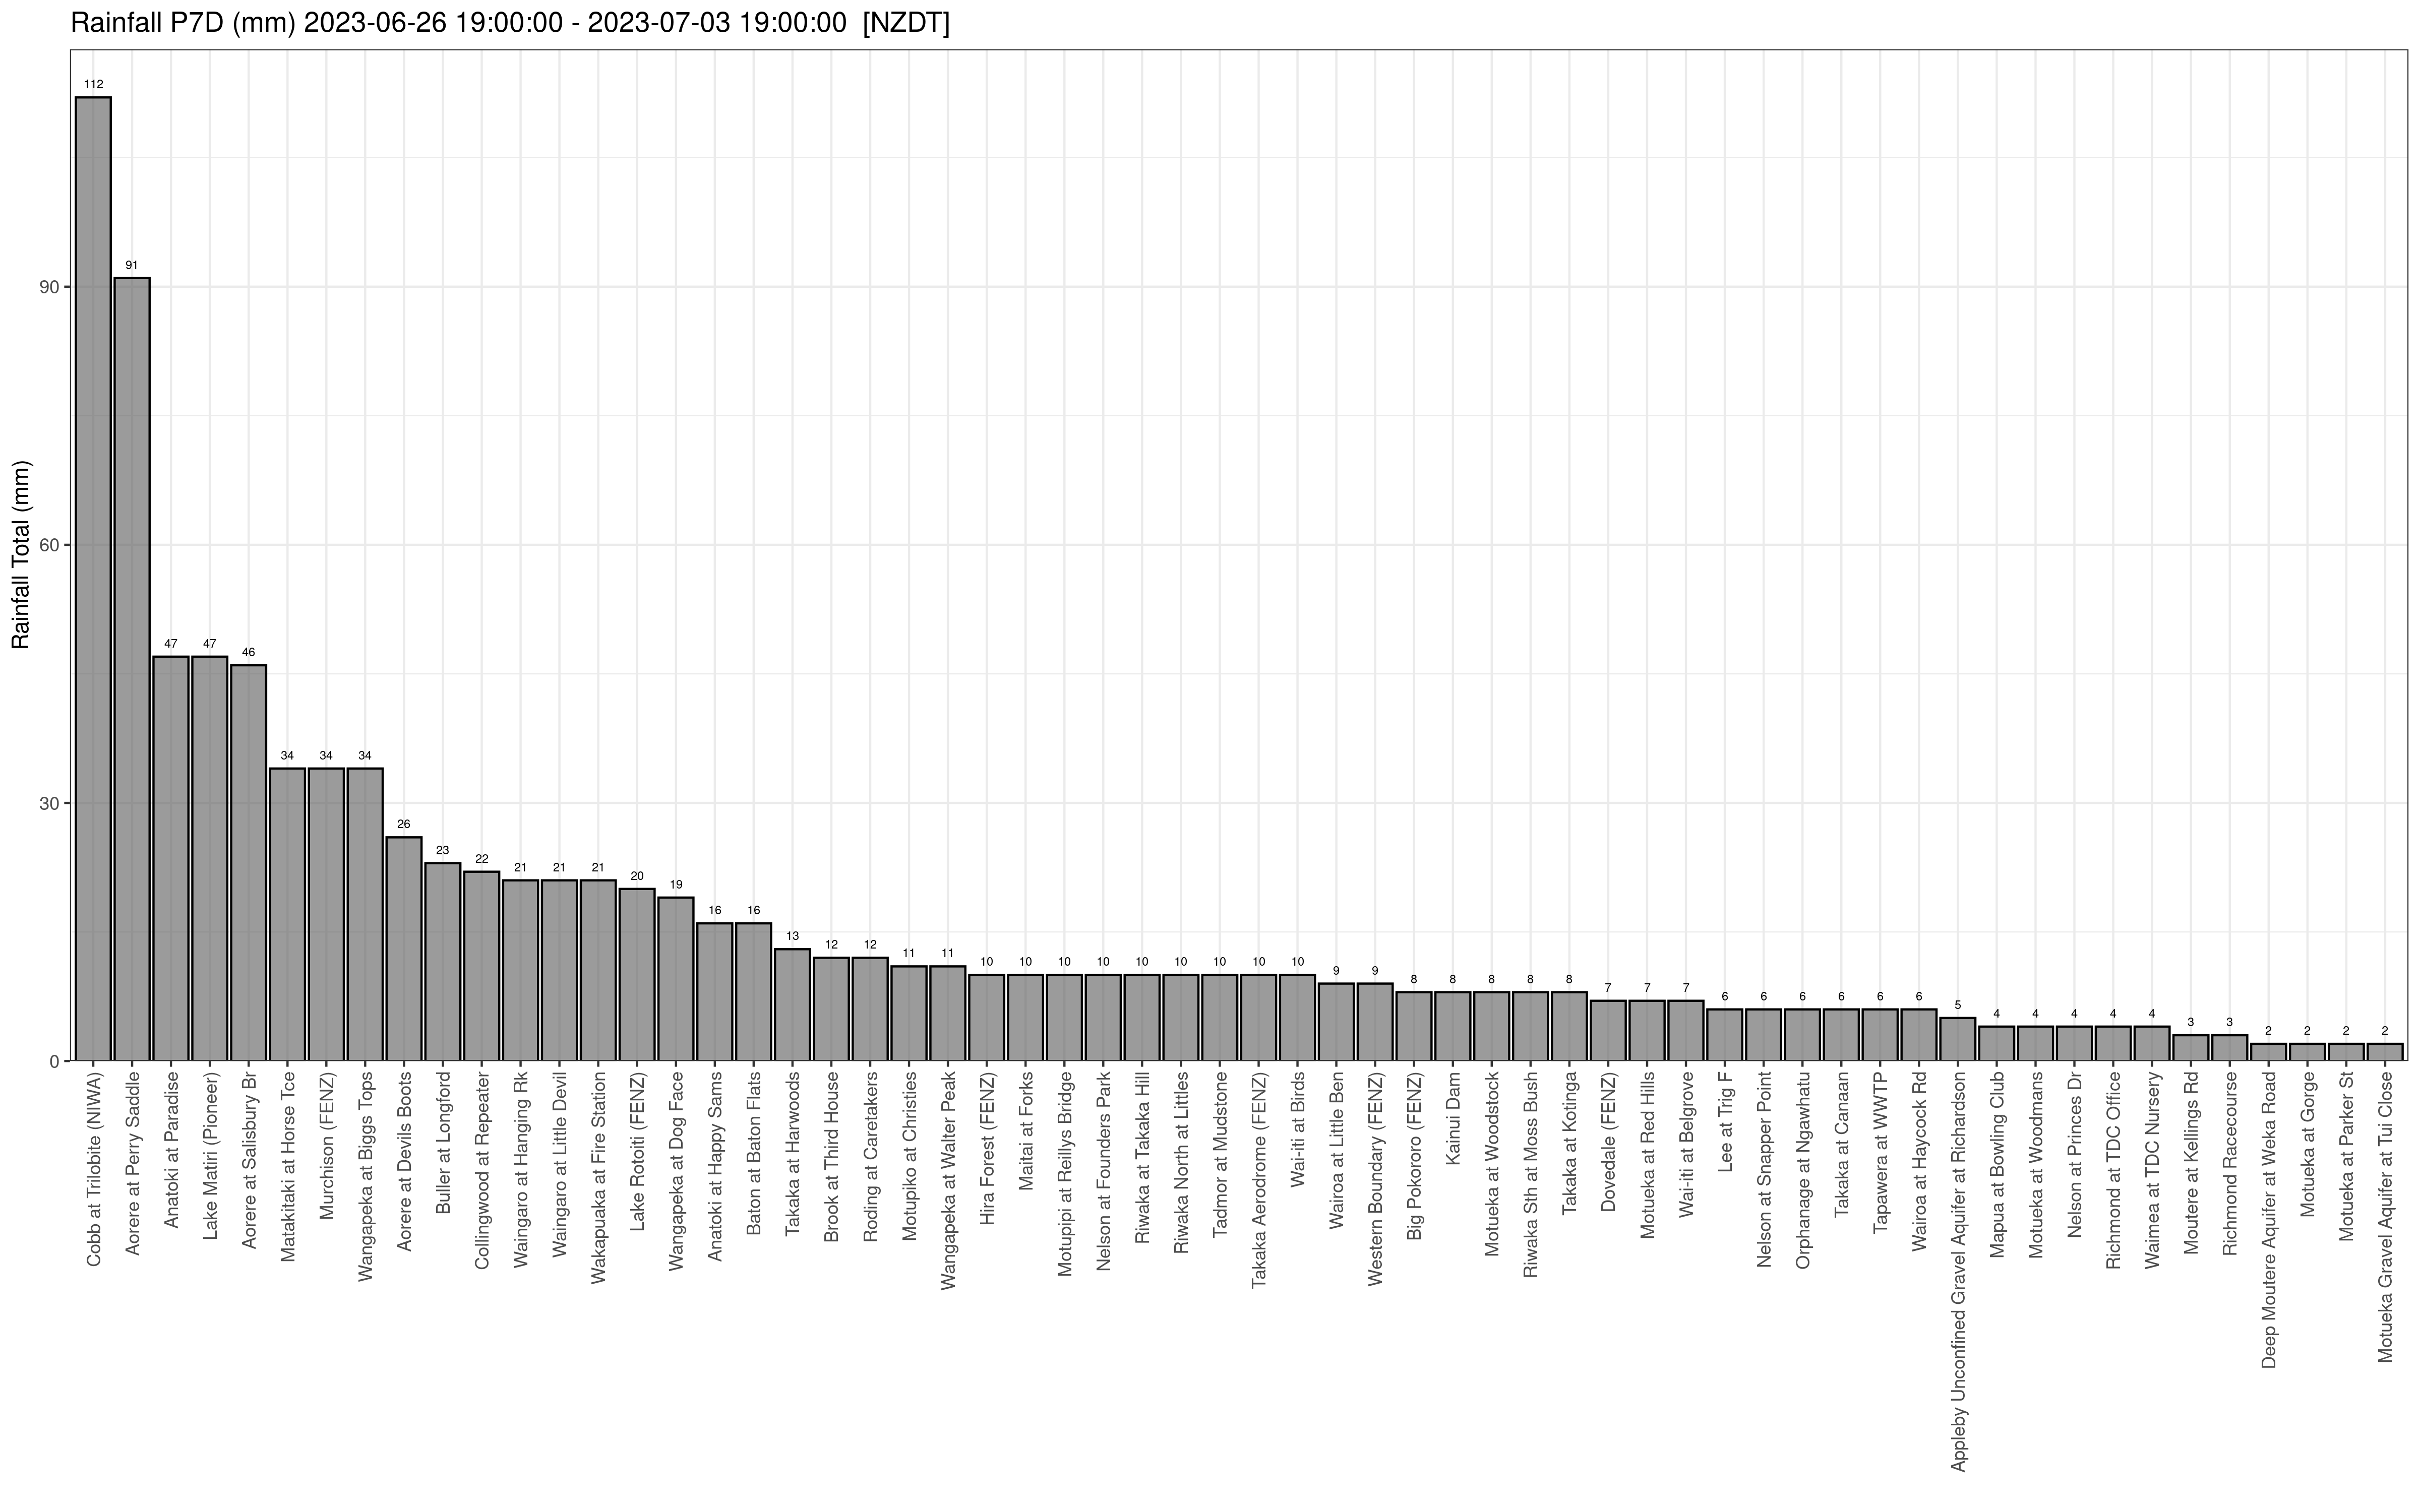 Rainfall P7D (mm) 2023-06-26 19:00:00 - 2023-07-03 19:00:00 [NZDT]
Rainfall Total (mm)
90
60
30
0
112
91
47
47
46
34
34
34
26
23
22
21
21
21
20
19
16
16
13
12
12
11
11
10
10
10
10
10
10
10
10
10
9
9
8
8
8
8
8
7
7
7
6
6
6
6
6
6
5
4
4
4
4
4
3
3
2
2
2
2
Cobb at Trilobite (NIWA)
Aorere at Perry Saddle
Anatoki at Paradise
Lake Matiri (Pioneer)
Aorere at Salisbury Br
Matakitaki at Horse Tce
Murchison (FENZ)
Wangapeka at Biggs Tops
Aorere at Devils Boots
Buller at Longford
Collingwood at Repeater
Waingaro at Hanging Rk
Waingaro at Little Devil
Wakapuaka at Fire Station
Lake Rotoiti (FENZ)
Wangapeka at Dog Face
Anatoki at Happy Sams
Baton at Baton Flats
Takaka at Harwoods
Brook at Third House
Roding at Caretakers
Motupiko at Christies
Wangapeka at Walter Peak
Hira Forest (FENZ)
Maitai at Forks
Motupipi at Reillys Bridge
Nelson at Founders Park
Riwaka at Takaka Hill
Riwaka North at Littles
Tadmor at Mudstone
Takaka Aerodrome (FENZ)
Wai-iti at Birds
Wairoa at Little Ben
Western Boundary (FENZ)
Big Pokororo (FENZ)
Kainui Dam
Motueka at Woodstock
Riwaka Sth at Moss Bush
Takaka at Kotinga
Dovedale (FENZ)
Motueka at Red Hills
Wai-iti at Belgrove
Lee at Trig F
Nelson at Snapper Point
Orphanage at Ngawhatu
Takaka at Canaan
Tapawera at WWTP
Wairoa at Haycock Rd
Appleby Unconfined Gravel Aquifer at Richardson
Mapua at Bowling Club
Motueka at Woodmans
Nelson at Princes Dr
Richmond at TDC Office
Waimea at TDC Nursery
Moutere at Kellings Rd
Richmond Racecourse
Deep Moutere Aquifer at Weka Road
Motueka at Gorge
Motueka at Parker St
Motueka Gravel Aquifer at Tui Close